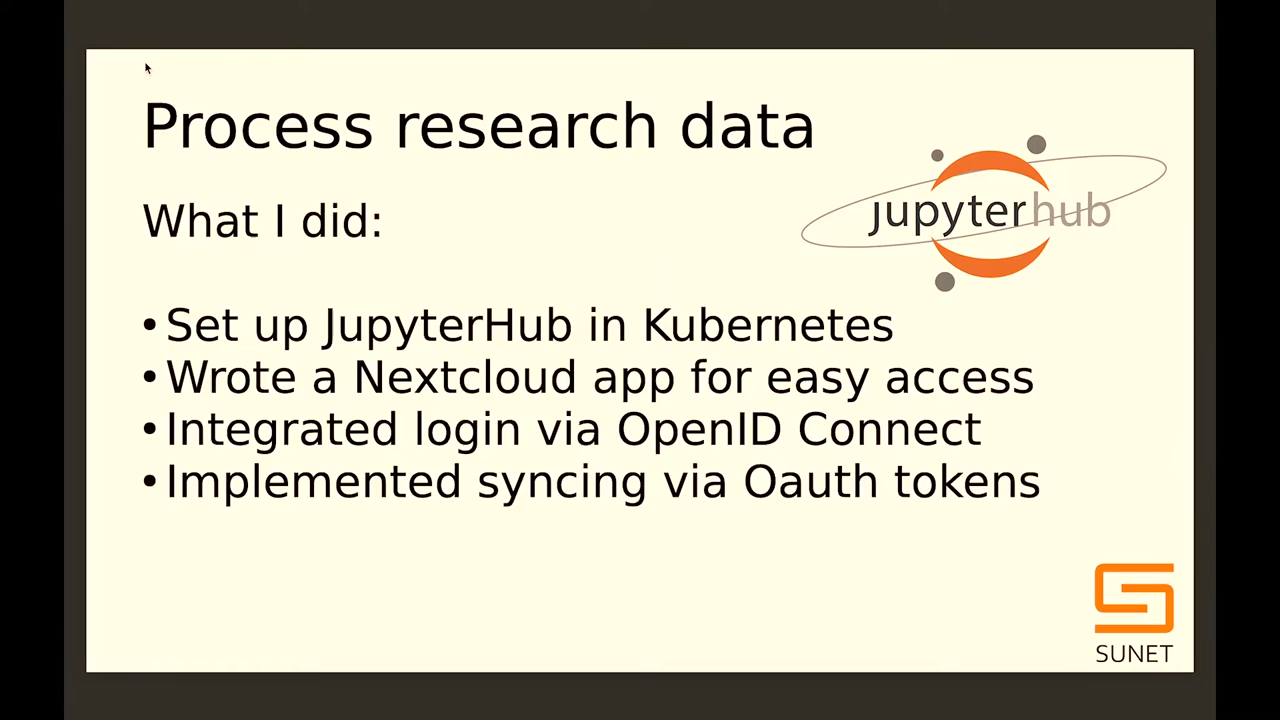 Process research data
jupyterhub
What I did:
• Set up JupyterHub in Kubernetes
• Wrote a Nextcloud app for easy access
• Integrated login via OpenID Connect
• Implemented syncing via Oauth tokens
SUNET